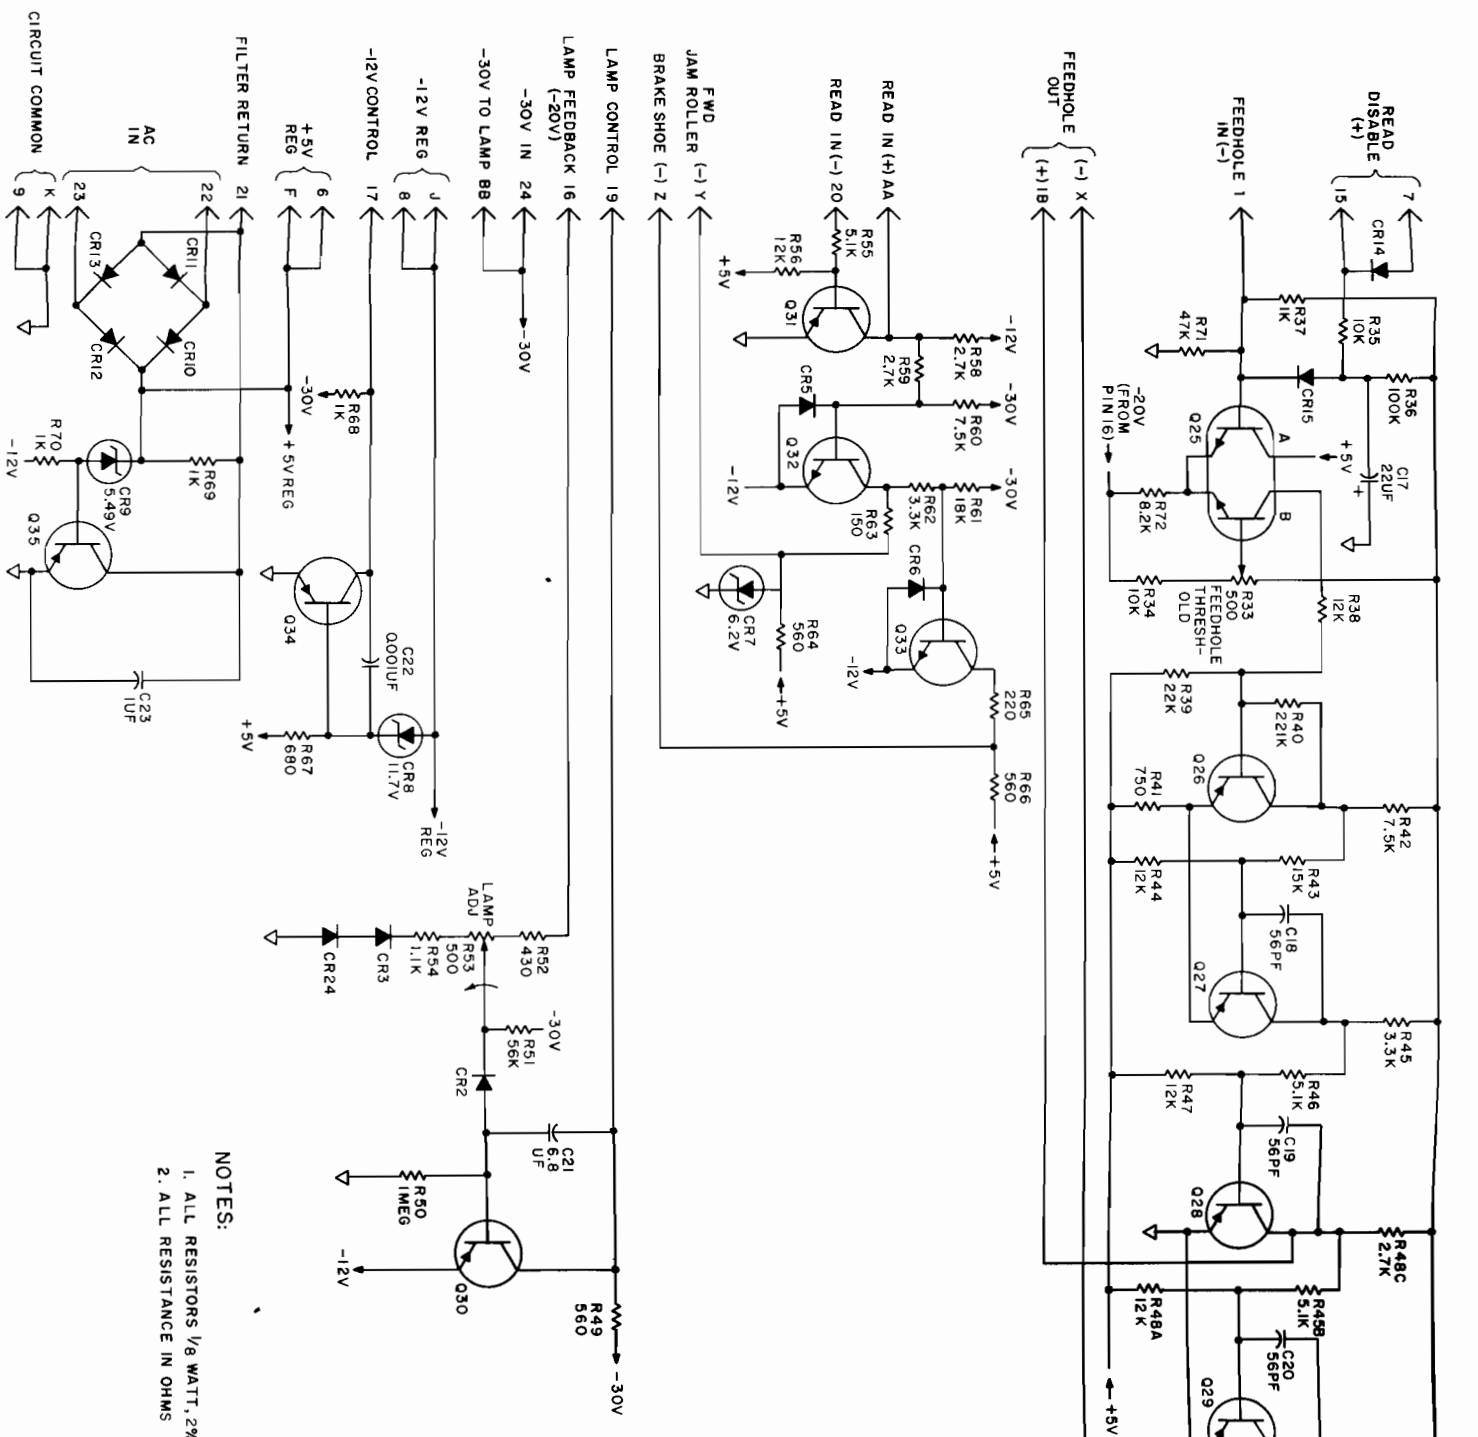 READ
DISABLE
(+)
7
15
CR14
R35
10K
R36
100K
C17
22UF
+
FEEDHOLE
IN(-)
1
R37
1K
R71
47K
CR15
-20V
(FROM
PIN16)
Q25
A
B
+5V
R72
8.2K
R38
12K
R33
500
FEEDHOLE
THRESH-
OLD
R34
10K
R39
22K
R40
221K
Q26
R41
750
R42
7.5K
R43
15K
R44
12K
C18
56PF
Q27
R45
3.3K
R46
5.1K
R47
12K
C19
56PF
Q28
R48C
2.7K
R45B
5.1K
R48A
12K
C20
56PF
Q29
+5V
FEEDHOLE
OUT
(-) X
(+) 1B
READ IN(+) AA
READ IN(-) 20
R55
5.1K
R56
12K
+5V
Q31
R58
2.7K
-12V
R59
2.7K
R60
7.5K
-30V
CR5
Q32
-12V
R61
18K
-30V
R62
3.3K
R63
150
CR6
CR7
6.2V
R64
560
+5V
Q33
-12V
R65
220
R66
560
+5V
FWD
JAM ROLLER (-) Y
BRAKE SHOE (-) Z
LAMP CONTROL 19
LAMP FEEDBACK 16
(-20V)
-30V IN 24
-30V
-30V TO LAMP BB
-12V REG
J
8
-12V CONTROL 17
R68
1K
-30V
+5V
REG
6
F
+5V REG
Q34
C22
0.001UF
CR8
11.7V
R67
680
+5V
-12V
REG
LAMP
ADJ
R52
430
R53
500
R54
1.1K
CR3
CR24
-30V
R51
56K
CR2
C21
6.8
UF
R50
1MEG
Q30
-12V
R49
560
-30V
FILTER RETURN 21
AC
IN
22
23
CIRCUIT COMMON
K
9
CR11
CR13
CR10
CR12
R69
1K
CR9
5.49V
R70
1K
-12V
Q35
C23
1UF
NOTES:
1. ALL RESISTORS 1/8 WATT, 2%
2. ALL RESISTANCE IN OHMS